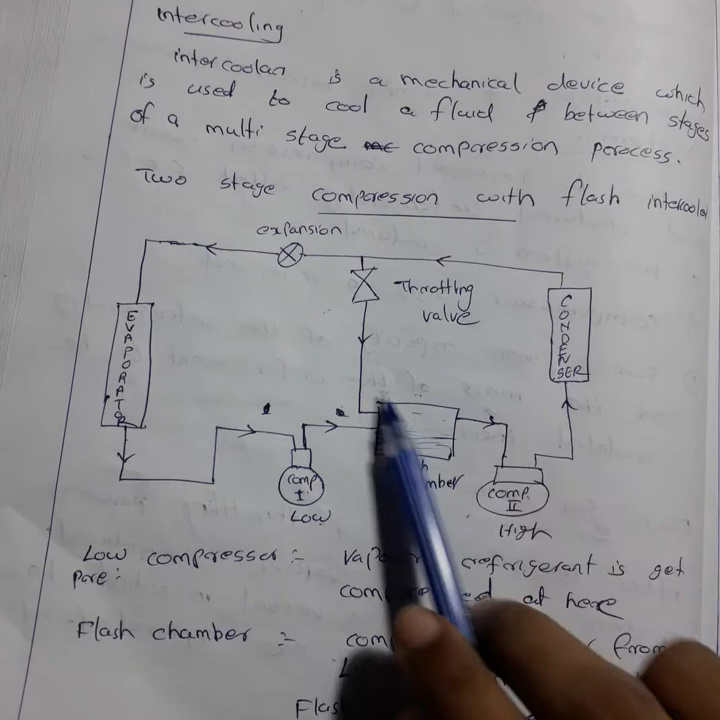 Intercooling
intercooler is a mechanical device which
is used to cool a fluid between stages
of a multi stage compression process.
Two stage compression with flash intercooler
expansion
Throttling
valve
CONDENSER
EVAPORATOR
comp
I
Low
comp.
II
High
Low compressor :- refrigerant is get
at here
Flash chamber :- from